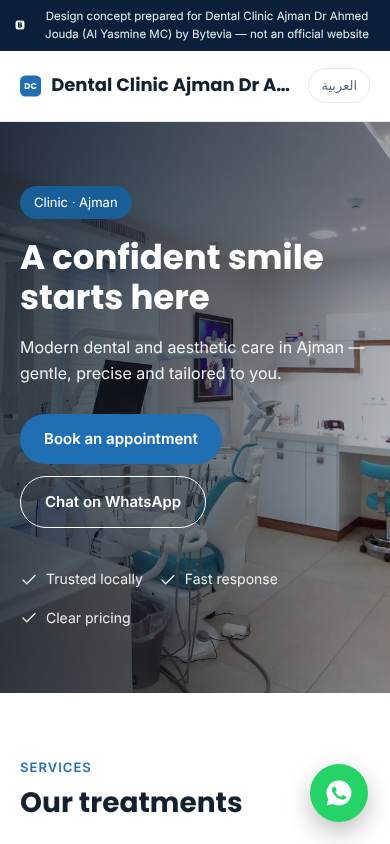 B
Design concept prepared for Dental Clinic Ajman Dr Ahmed
Jouda (Al Yasmine MC) by Bytevia — not an official website
DC
Dental Clinic Ajman Dr A...
العربية
Clinic · Ajman
A confident smile
starts here
Modern dental and aesthetic care in Ajman —
gentle, precise and tailored to you.
Book an appointment
Chat on WhatsApp
Trusted locally
Fast response
Clear pricing
SERVICES
Our treatments